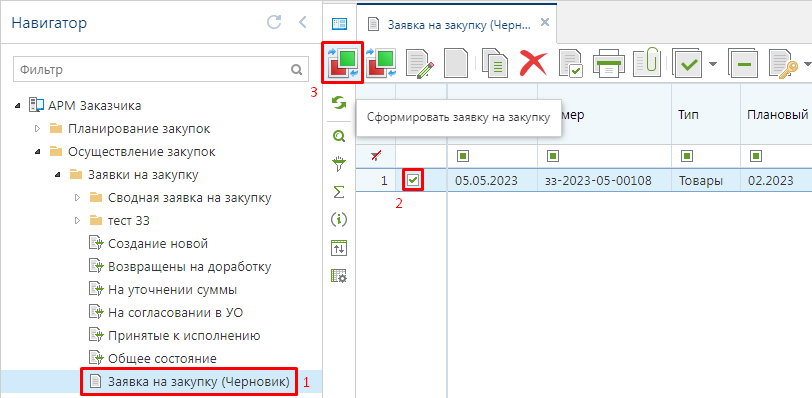 Навигатор
Фильтр
АРМ Заказчика
Планирование закупок
Осуществление закупок
Заявки на закупку
Сводная заявка на закупку
тест 33
Создание новой
Возвращены на доработку
На уточнении суммы
На согласовании в УО
Принятые к исполнению
Общее состояние
Заявка на закупку (Черновик) 1
Заявка на закупку (Черн...
3
Сформировать заявку на закупку
мер Тип Плановый
1 05.05.2023 зз-2023-05-00108 Товары 02.2023
2